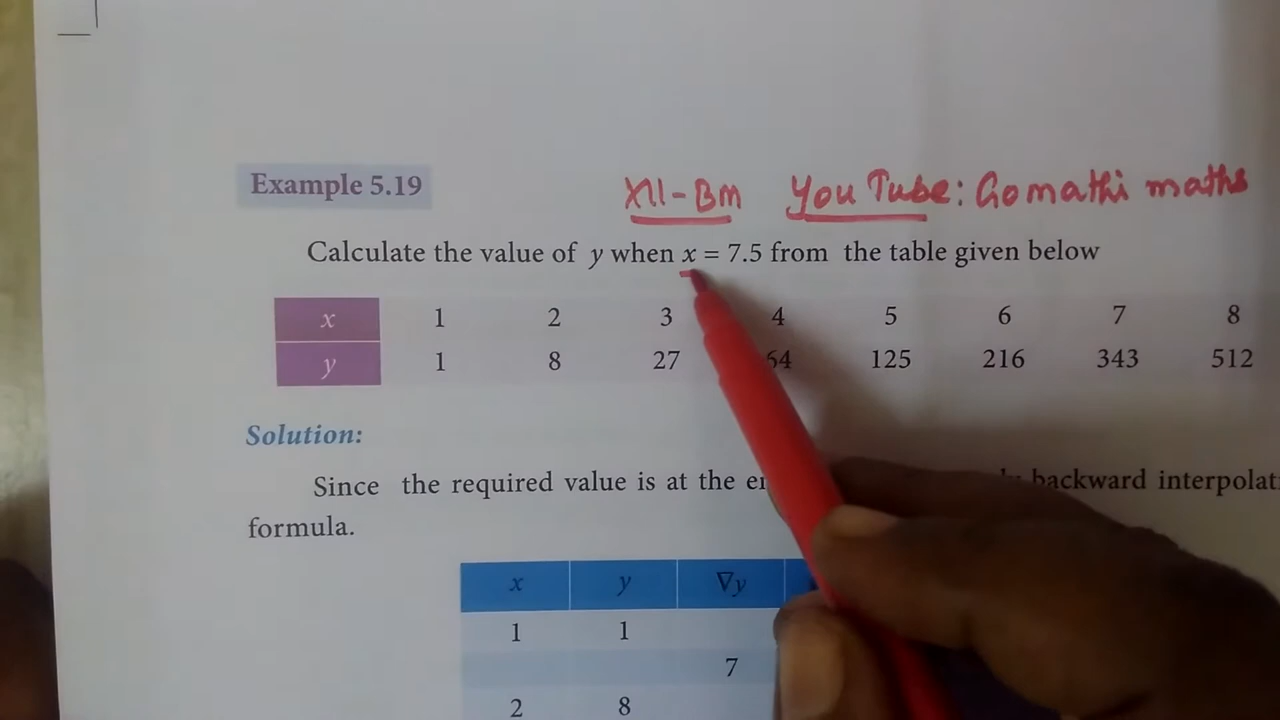 Example 5.19
XII-Bm YouTube: Gomathi maths
Calculate the value of y when x = 7.5 from the table given below
x 1 2 3 4 5 6 7 8
y 1 8 27 64 125 216 343 512
Solution:
Since the required value is at the backward
formula.
x y ∇y
1 1
7
2 8